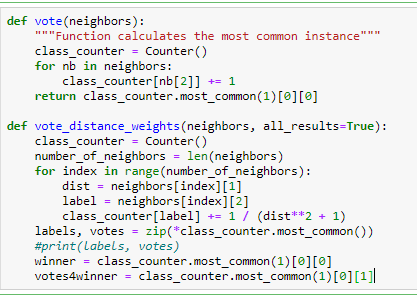 def vote(neighbors):
    """Function calculates the most common instance"""
    class_counter = Counter()
    for nb in neighbors:
        class_counter[nb[2]] += 1
    return class_counter.most_common(1)[0][0]

def vote_distance_weights(neighbors, all_results=True):
    class_counter = Counter()
    number_of_neighbors = len(neighbors)
    for index in range(number_of_neighbors):
        dist = neighbors[index][1]
        label = neighbors[index][2]
        class_counter[label] += 1 / (dist**2 + 1)
    labels, votes = zip(*class_counter.most_common())
    #print(labels, votes)
    winner = class_counter.most_common(1)[0][0]
    votes4winner = class_counter.most_common(1)[0][1]